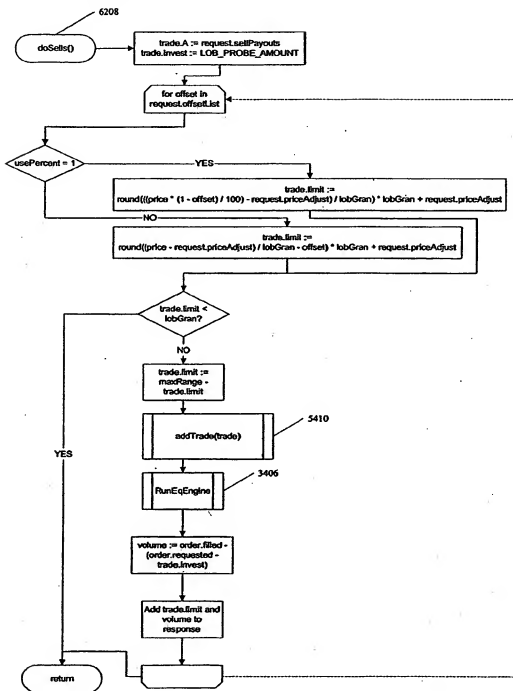 6208
doSells()
trade.A := request.sellPayouts
trade.invest := LOB_PROBE_AMOUNT
for offset in
request.offsetList
usePercent = 1
YES
trade.limit :=
round(((price * (1 - offset) / 100) - request.priceAdjust) / lobGran) * lobGran + request.priceAdjust
NO
trade.limit :=
round((price - request.priceAdjust) / lobGran - offset) * lobGran + request.priceAdjust
trade.limit <
lobGran?
NO
trade.limit :=
maxRange -
trade.limit
5410
addTrade(trade)
YES
3406
RunEqEngine
volume := order.filled -
(order.requested -
trade.invest)
Add trade.limit and
volume to
response
return